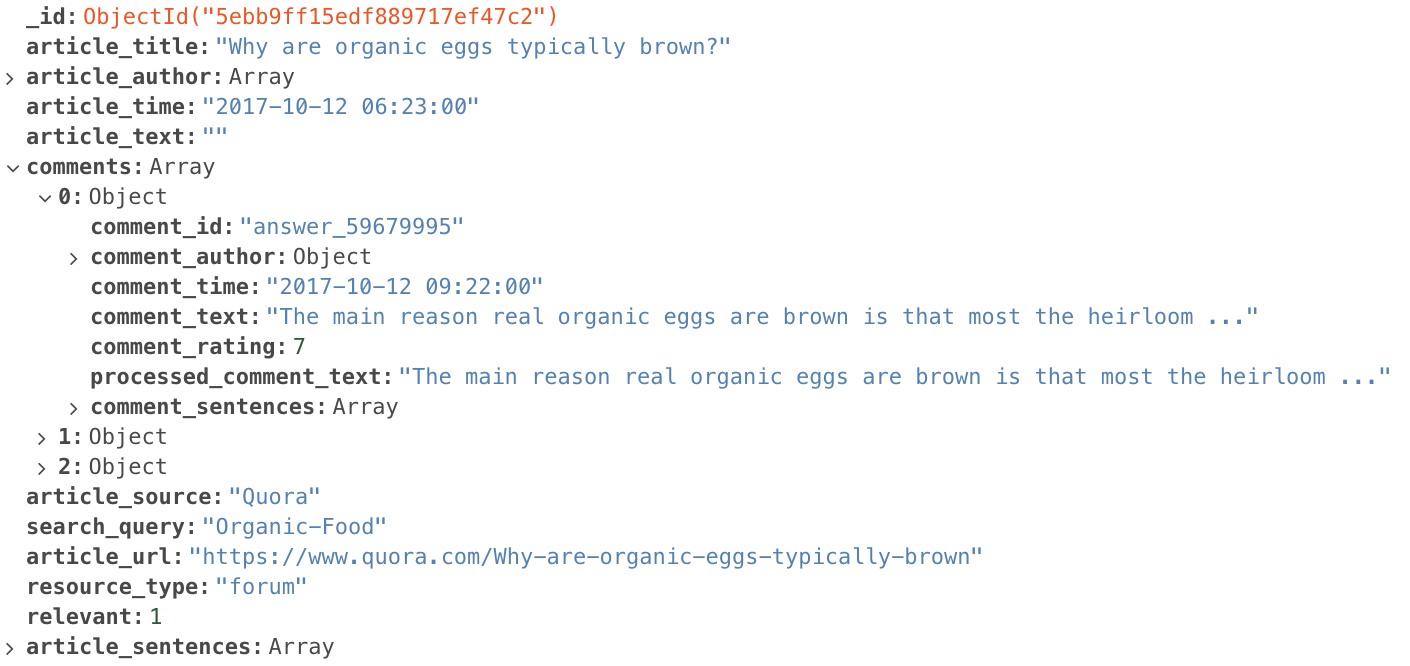 _id: ObjectId("5ebb9ff15edf889717ef47c2")
article_title: "Why are organic eggs typically brown?"
article_author: Array
article_time: "2017-10-12 06:23:00"
article_text: ""
comments: Array
0: Object
comment_id: "answer_59679995"
comment_author: Object
comment_time: "2017-10-12 09:22:00"
comment_text: "The main reason real organic eggs are brown is that most the heirloom ..."
comment_rating: 7
processed_comment_text: "The main reason real organic eggs are brown is that most the heirloom ..."
comment_sentences: Array
1: Object
2: Object
article_source: "Quora"
search_query: "Organic-Food"
article_url: "https://www.quora.com/Why-are-organic-eggs-typically-brown"
resource_type: "forum"
relevant: 1
article_sentences: Array